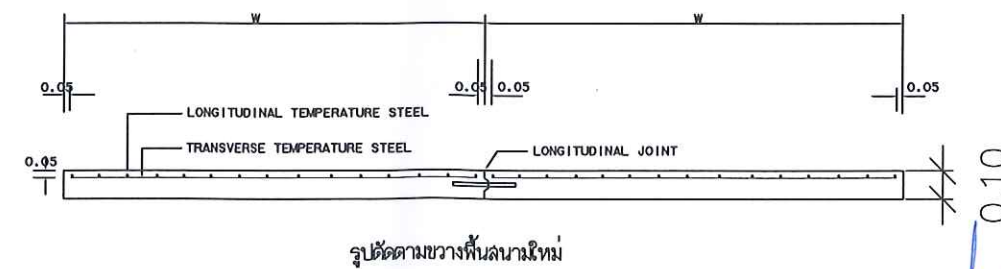 W W
0.05 0.05 0.05 0.05
LONGITUDINAL TEMPERATURE STEEL
TRANSVERSE TEMPERATURE STEEL LONGITUDINAL JOINT
0.05
0.10
รูปตัดตามขวางพื้นสนามใหม่